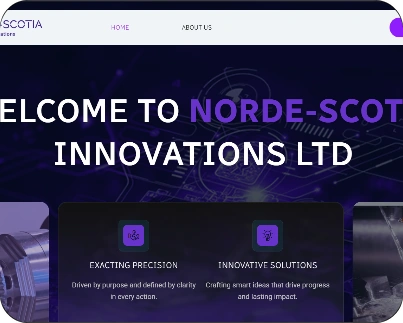 -SCOTIA
ations
HOME
ABOUT US
ELCOME TO NORDE-SCOT
INNOVATIONS LTD
EXACTING PRECISION
Driven by purpose and defined by clarity
in every action.
INNOVATIVE SOLUTIONS
Crafting smart ideas that drive progress
and lasting impact.